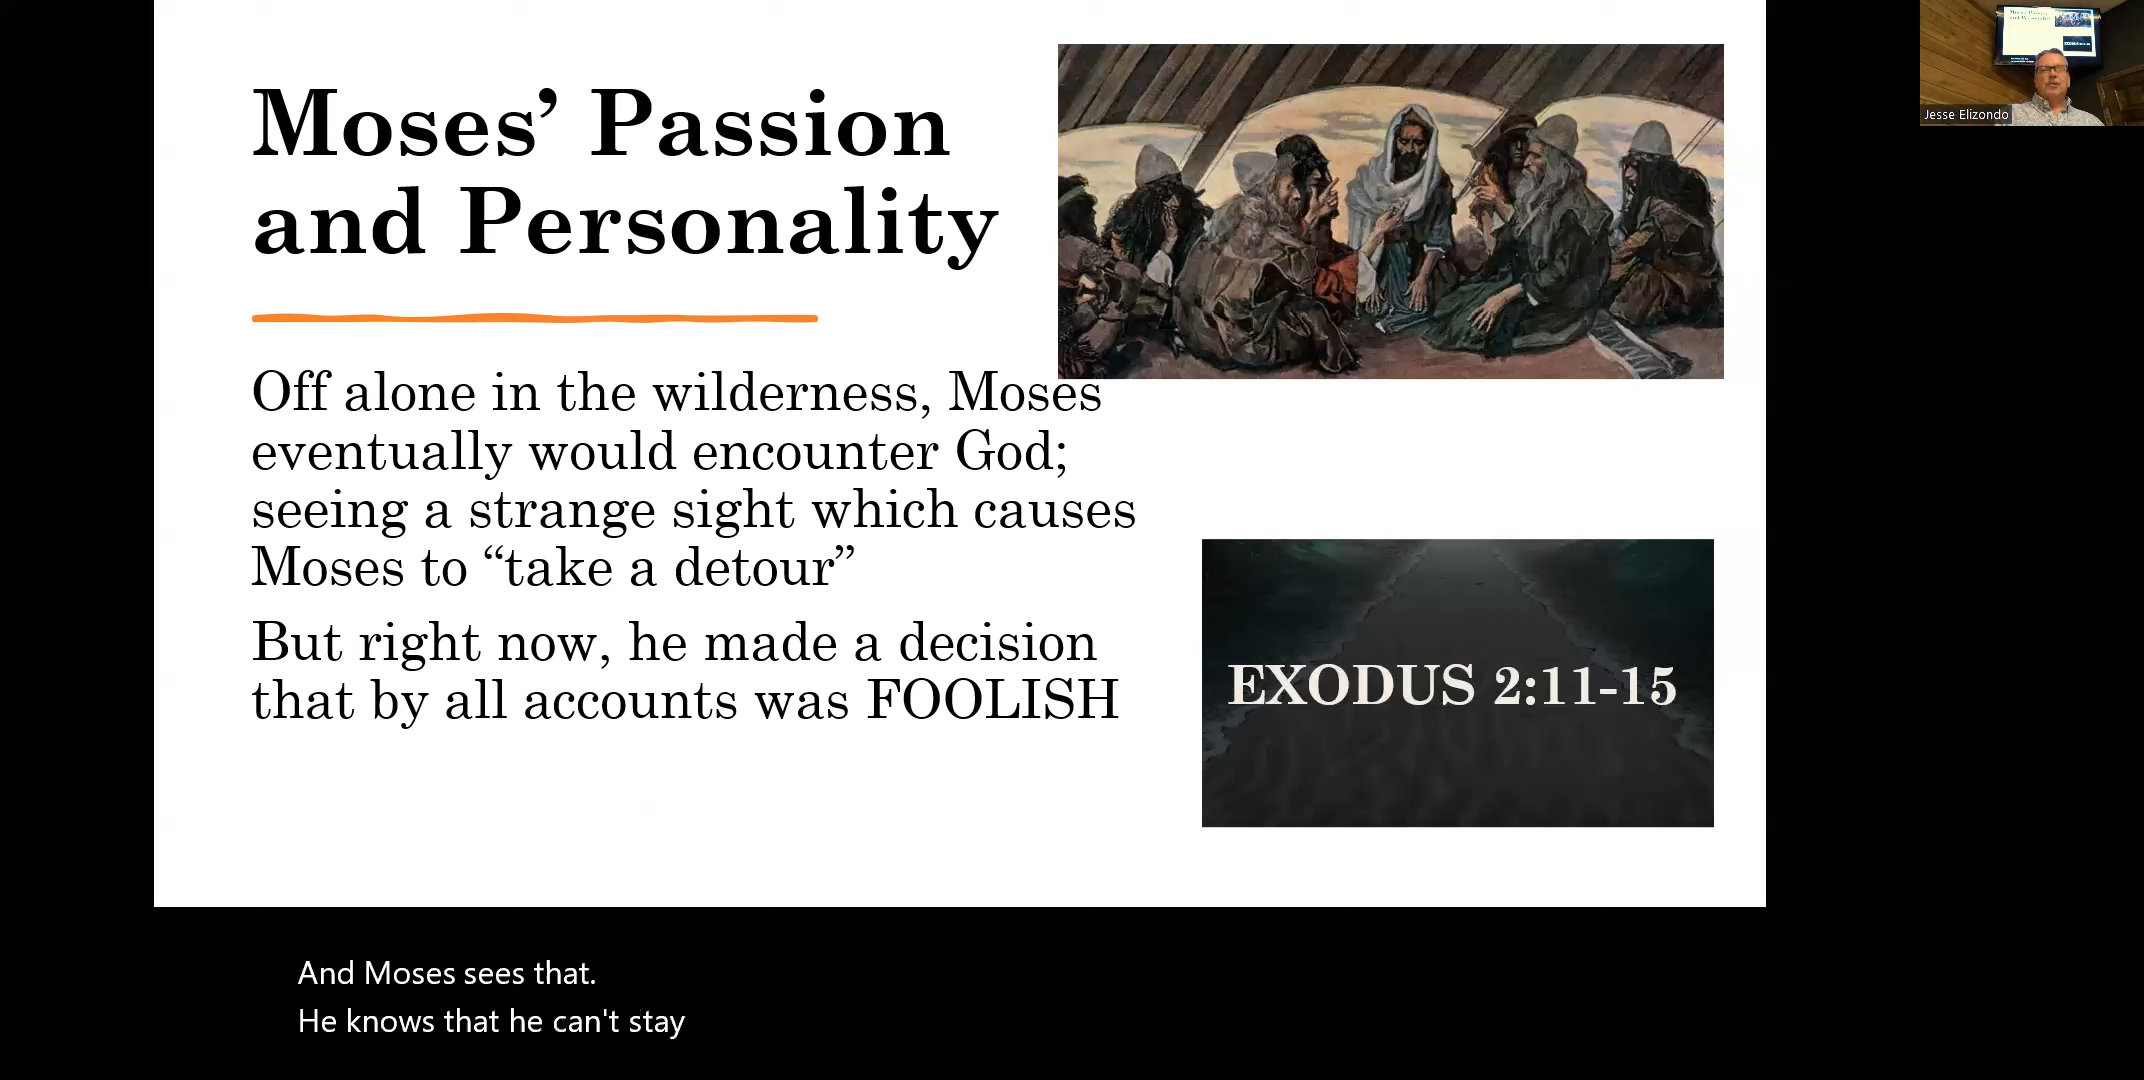 Moses’ Passion
and Personality
Off alone in the wilderness, Moses
eventually would encounter God;
seeing a strange sight which causes
Moses to “take a detour”
But right now, he made a decision
that by all accounts was FOOLISH
EXODUS 2:11-15
Jesse Elizondo
And Moses sees that.
He knows that he can't stay